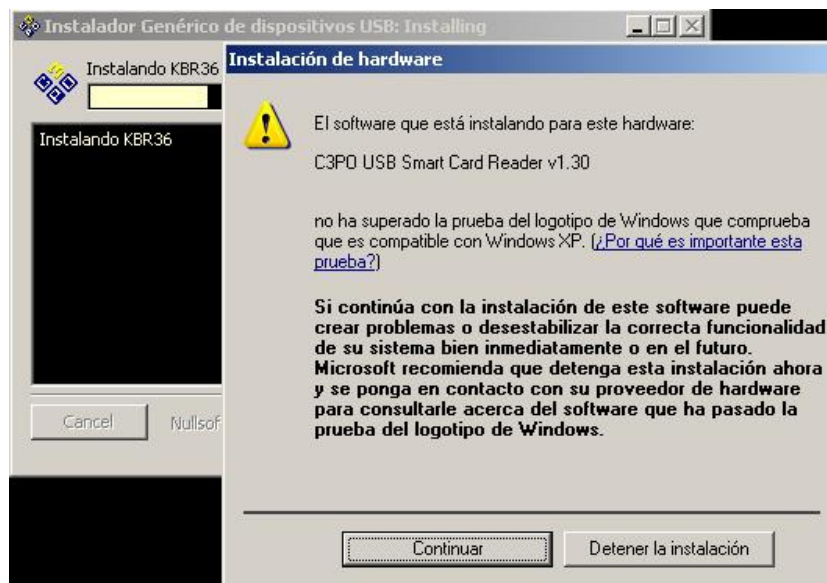 Instalador Genérico de dispositivos USB: Installing
Instalando KBR36
Instalando KBR36
Cancel
Instalación de hardware
El software que está instalando para este hardware:
C3PO USB Smart Card Reader v1.30
no ha superado la prueba del logotipo de Windows que comprueba
que es compatible con Windows XP. (¿Por qué es importante esta
prueba?)
Si continúa con la instalación de este software puede
crear problemas o desestabilizar la correcta funcionalidad
de su sistema bien inmediatamente o en el futuro.
Microsoft recomienda que detenga esta instalación ahora
y se ponga en contacto con su proveedor de hardware
para consultarle acerca del software que ha pasado la
prueba del logotipo de Windows.
Continuar
Detener la instalación